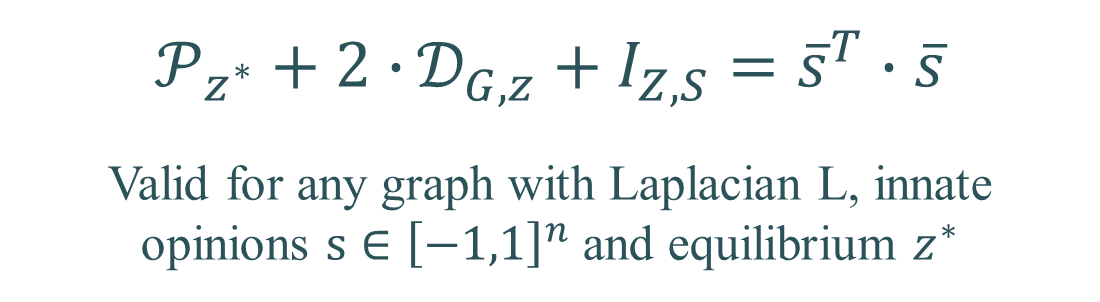 𝒫_{z^*} + 2 · 𝒟_{G,z} + I_{Z,S} = s̄^T · s̄
Valid for any graph with Laplacian L, innate
opinions s ∈ [−1,1]^n and equilibrium z^*